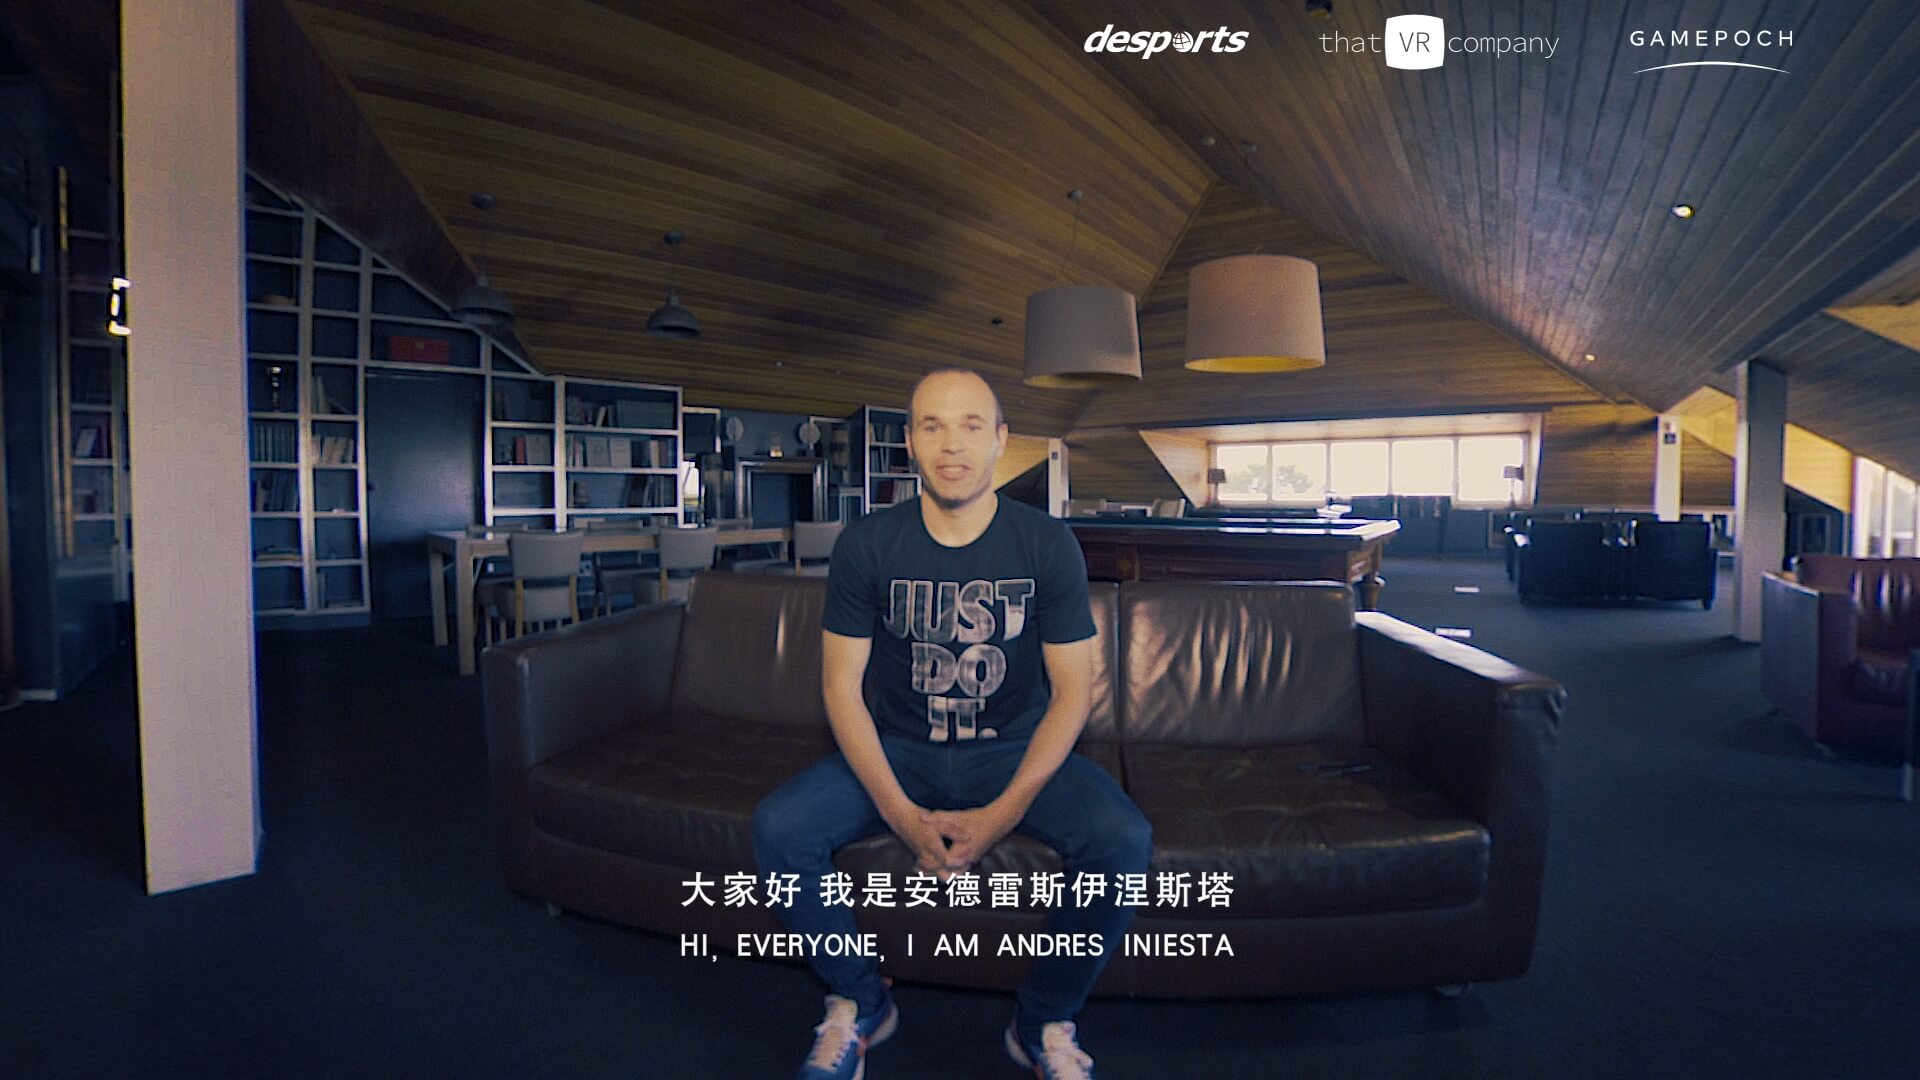 desports
that VR company
GAMEPOCH
JUST
DO
IT.
大家好 我是安德雷斯伊涅斯塔
HI, EVERYONE, I AM ANDRES INIESTA